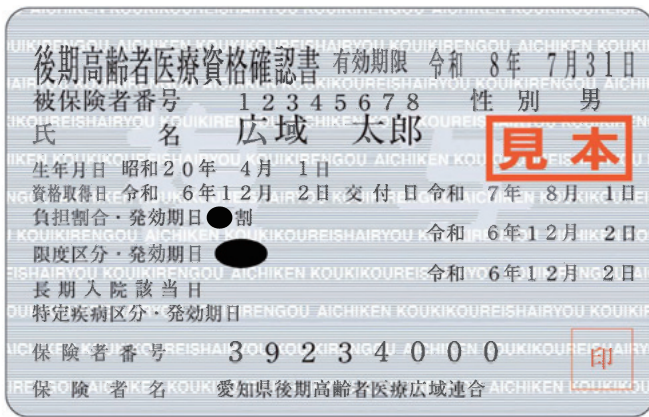 後期高齢者医療資格確認書 有効期限 令和 8年 7月31日
被保険者番号 12345678 性別 男
氏名 広域 太郎
見本
生年月日 昭和20年 4月 1日
資格取得日 令和 6年12月 2日 交付日 令和 7年 8月 1日
負担割合・発効期日 割
令和 6年12月 2日
限度区分・発効期日
令和 6年12月 2日
長期入院該当日
特定疾病区分・発効期日
保険者番号 39234000
印
保険者名 愛知県後期高齢者医療広域連合